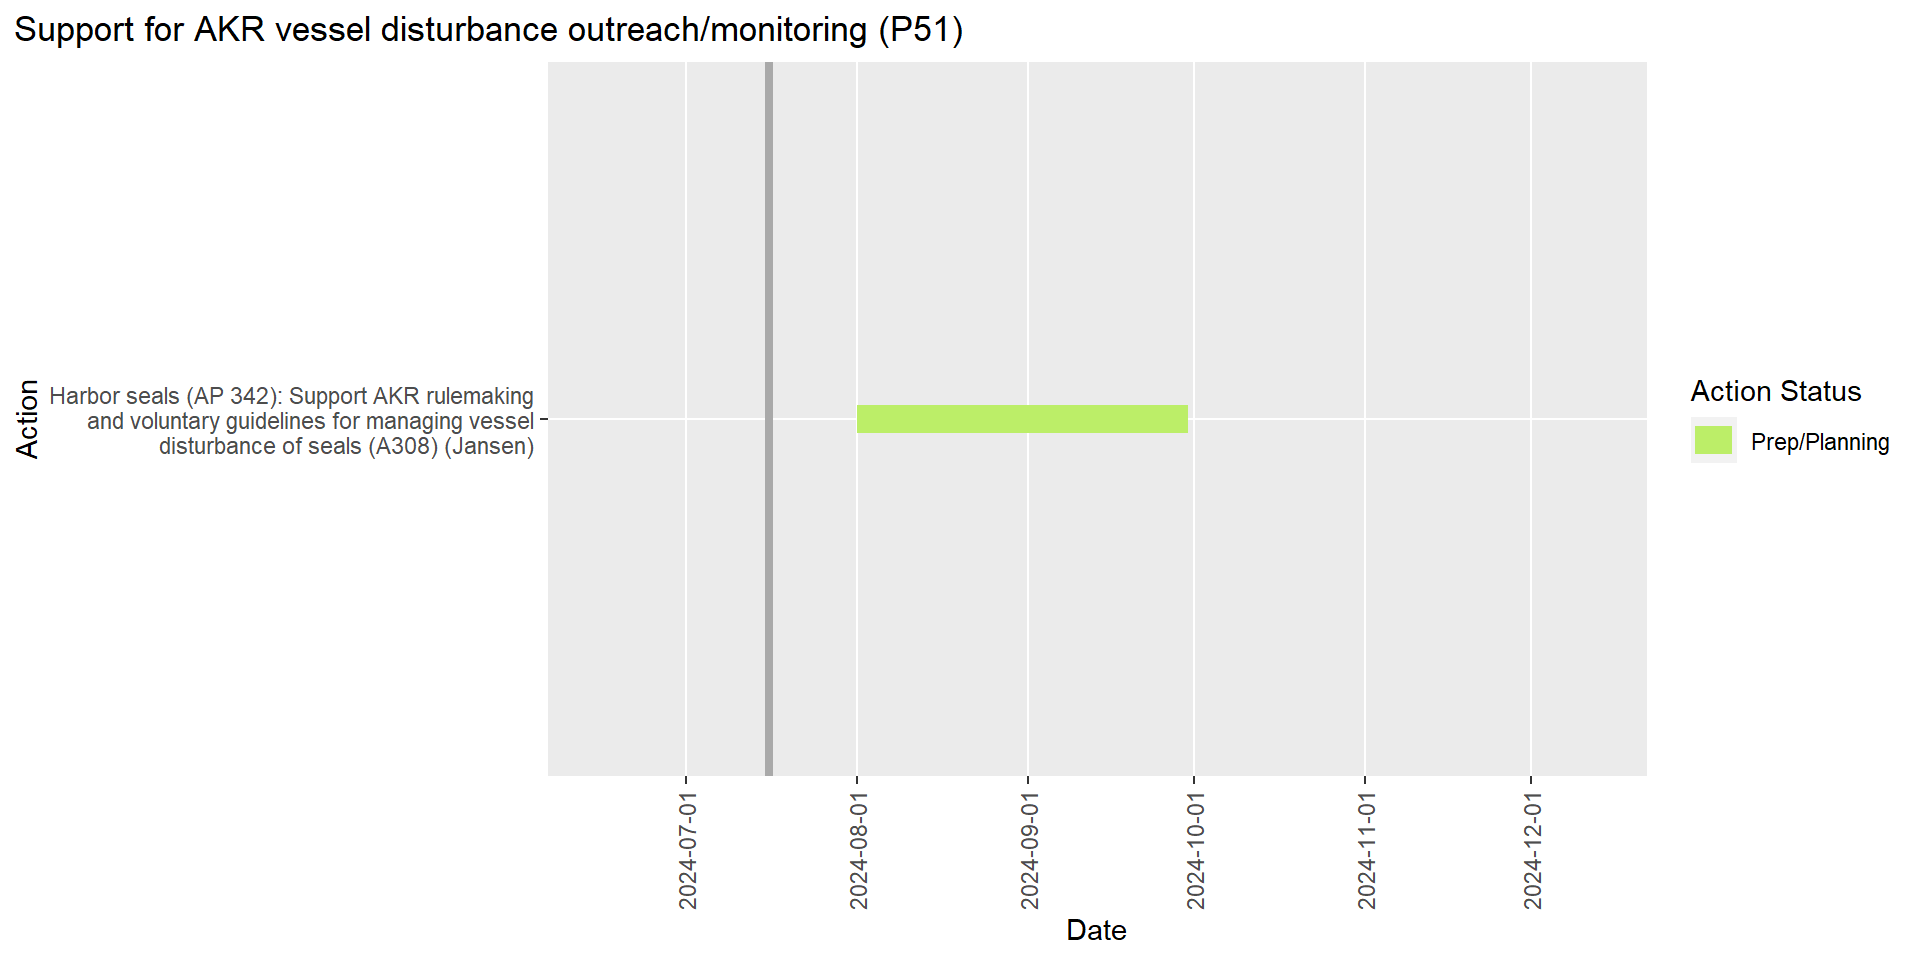 Support for AKR vessel disturbance outreach/monitoring (P51)
Action
Harbor seals (AP 342): Support AKR rulemaking
and voluntary guidelines for managing vessel
disturbance of seals (A308) (Jansen)
Action Status
Prep/Planning
2024-07-01
2024-08-01
2024-09-01
2024-10-01
2024-11-01
2024-12-01
Date